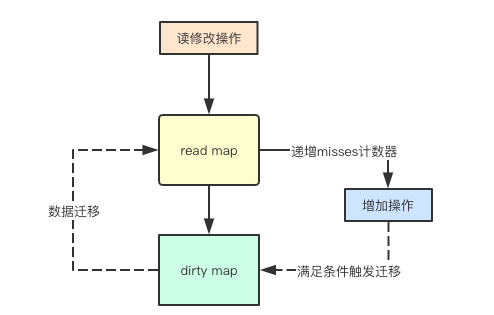 读修改操作
read map
递增misses计数器
增加操作
数据迁移
dirty map
满足条件触发迁移